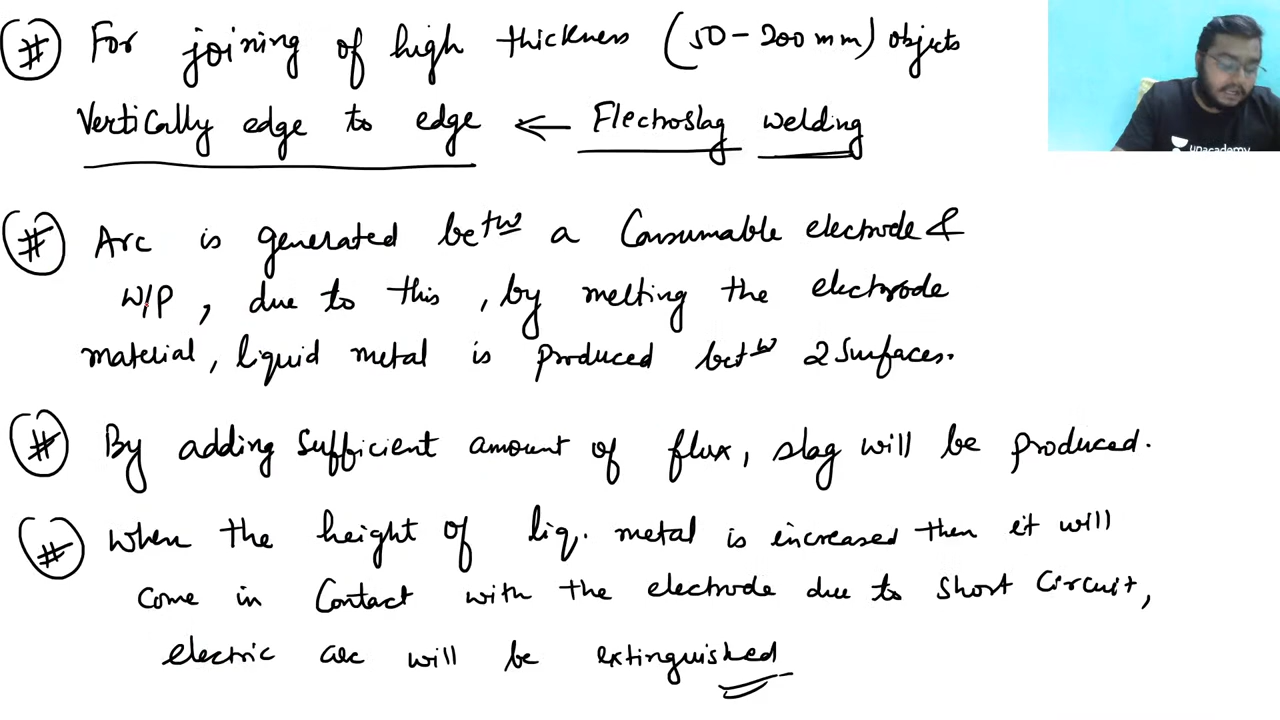 # For joining of high thickness (50-200mm) objects
Vertically edge to edge ← Electroslag welding
# Arc is generated betw a Consumable electrode &
W/P, due to this, by melting the electrode
material, liquid metal is produced betw 2 Surfaces.
# By adding Sufficient amount of flux, slag will be produced.
# When the height of liq. metal is increased then it will
come in Contact with the electrode due to Short Circuit,
electric arc will be extinguished
unacademy